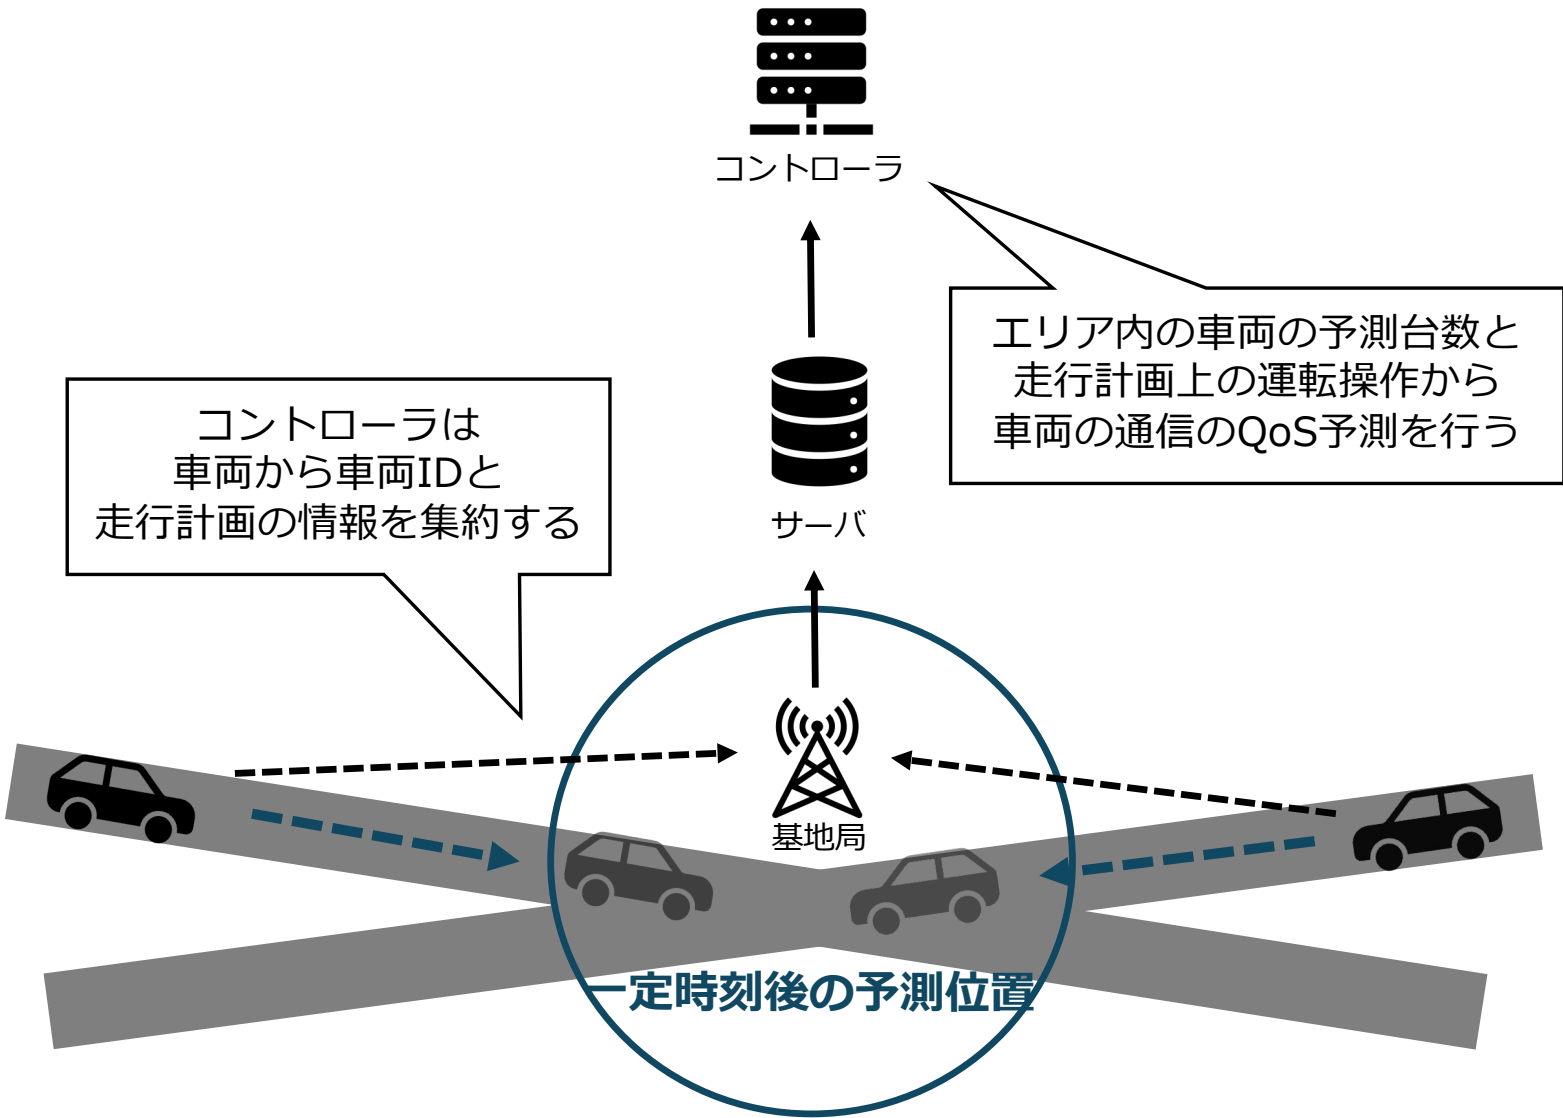 コントローラ
エリア内の車両の予測台数と
走行計画上の運転操作から
車両の通信のQoS予測を行う
コントローラは
車両から車両IDと
走行計画の情報を集約する
サーバ
基地局
一定時刻後の予測位置